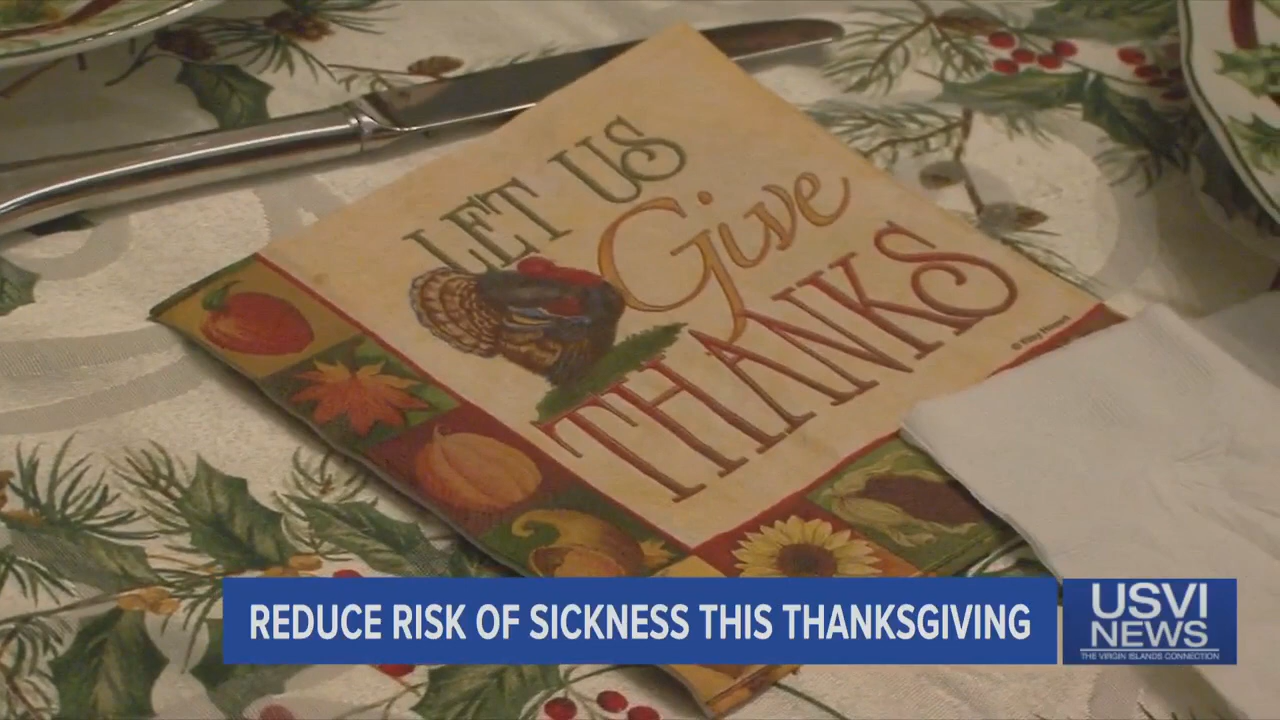 LET US
Give
THANKS
REDUCE RISK OF SICKNESS THIS THANKSGIVING
USVI
NEWS
THE VIRGIN ISLANDS CONNECTION